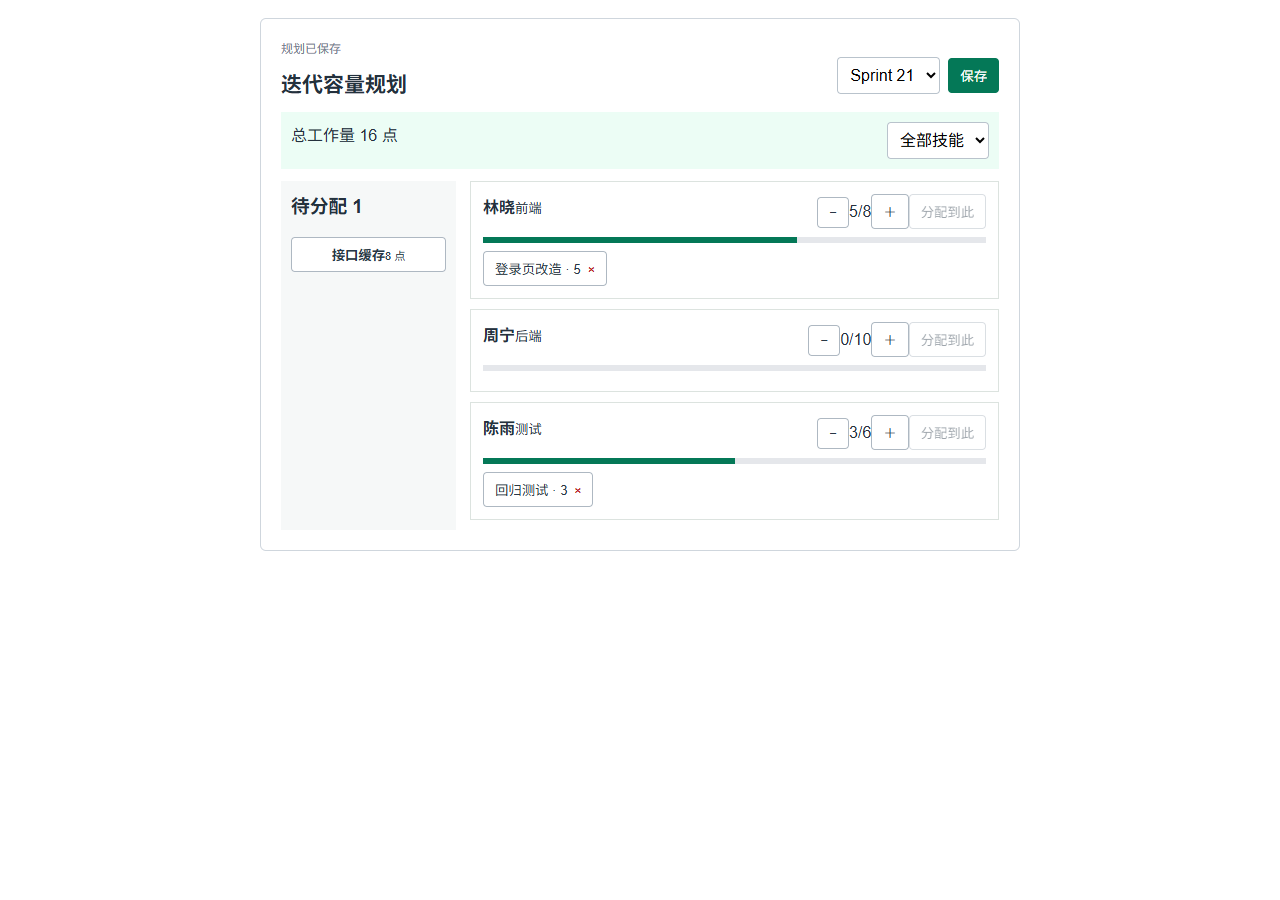 规划已保存
迭代容量规划
Sprint 21
保存
总工作量 16 点
全部技能
待分配 1
接口缓存8 点
林晓前端
− 5/8 ＋ 分配到此
登录页改造 · 5 ×
周宁后端
− 0/10 ＋ 分配到此
陈雨测试
− 3/6 ＋ 分配到此
回归测试 · 3 ×